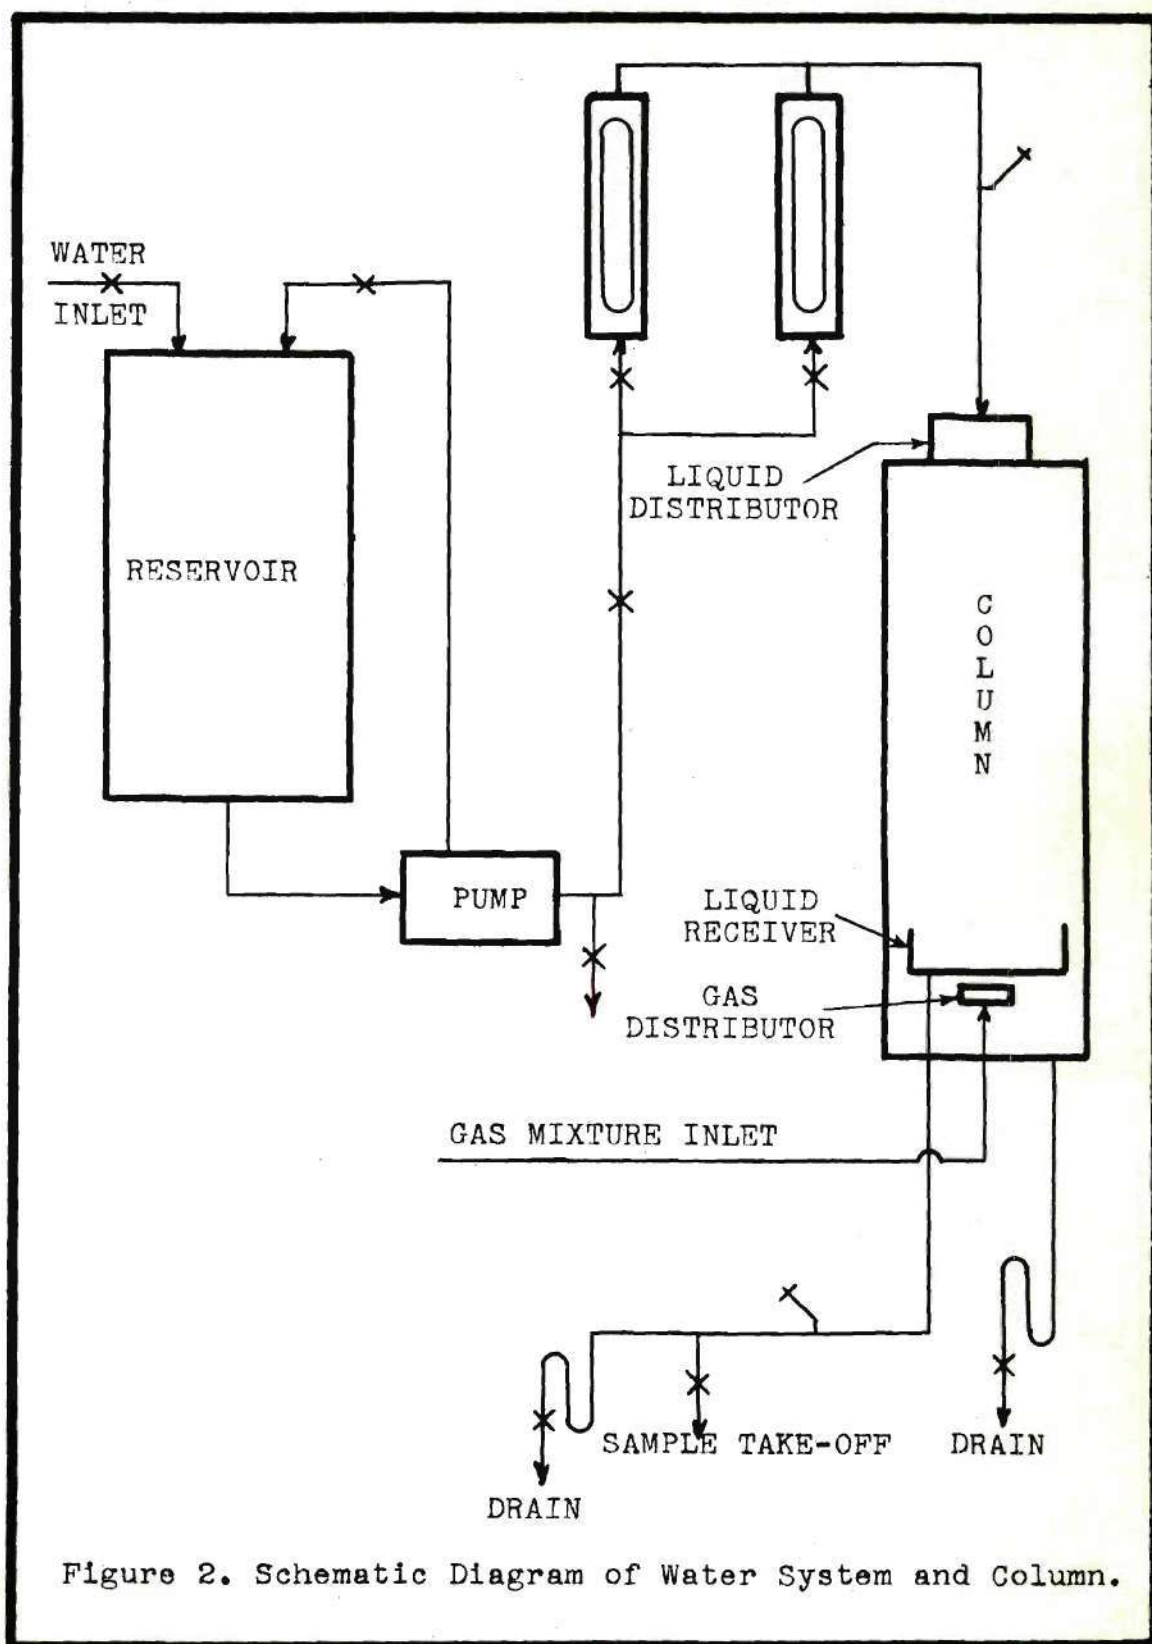 WATER
INLET
RESERVOIR
LIQUID
DISTRIBUTOR
COLUMN
PUMP
LIQUID
RECEIVER
GAS
DISTRIBUTOR
GAS MIXTURE INLET
SAMPLE TAKE-OFF
DRAIN
DRAIN
Figure 2. Schematic Diagram of Water System and Column.